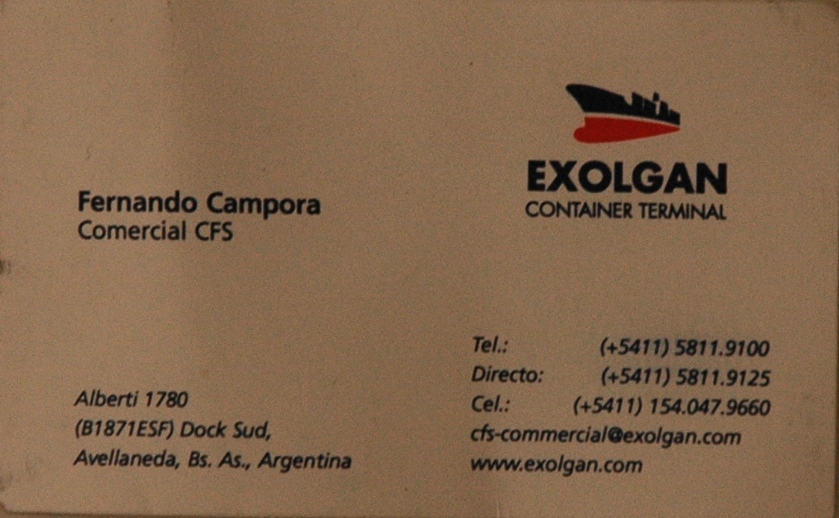 EXOLGAN
CONTAINER TERMINAL
Fernando Campora
Comercial CFS
Alberti 1780
(B1871ESF) Dock Sud,
Avellaneda, Bs. As., Argentina
Tel.: (+5411) 5811.9100
Directo: (+5411) 5811.9125
Cel.: (+5411) 154.047.9660
cfs-commercial@exolgan.com
www.exolgan.com